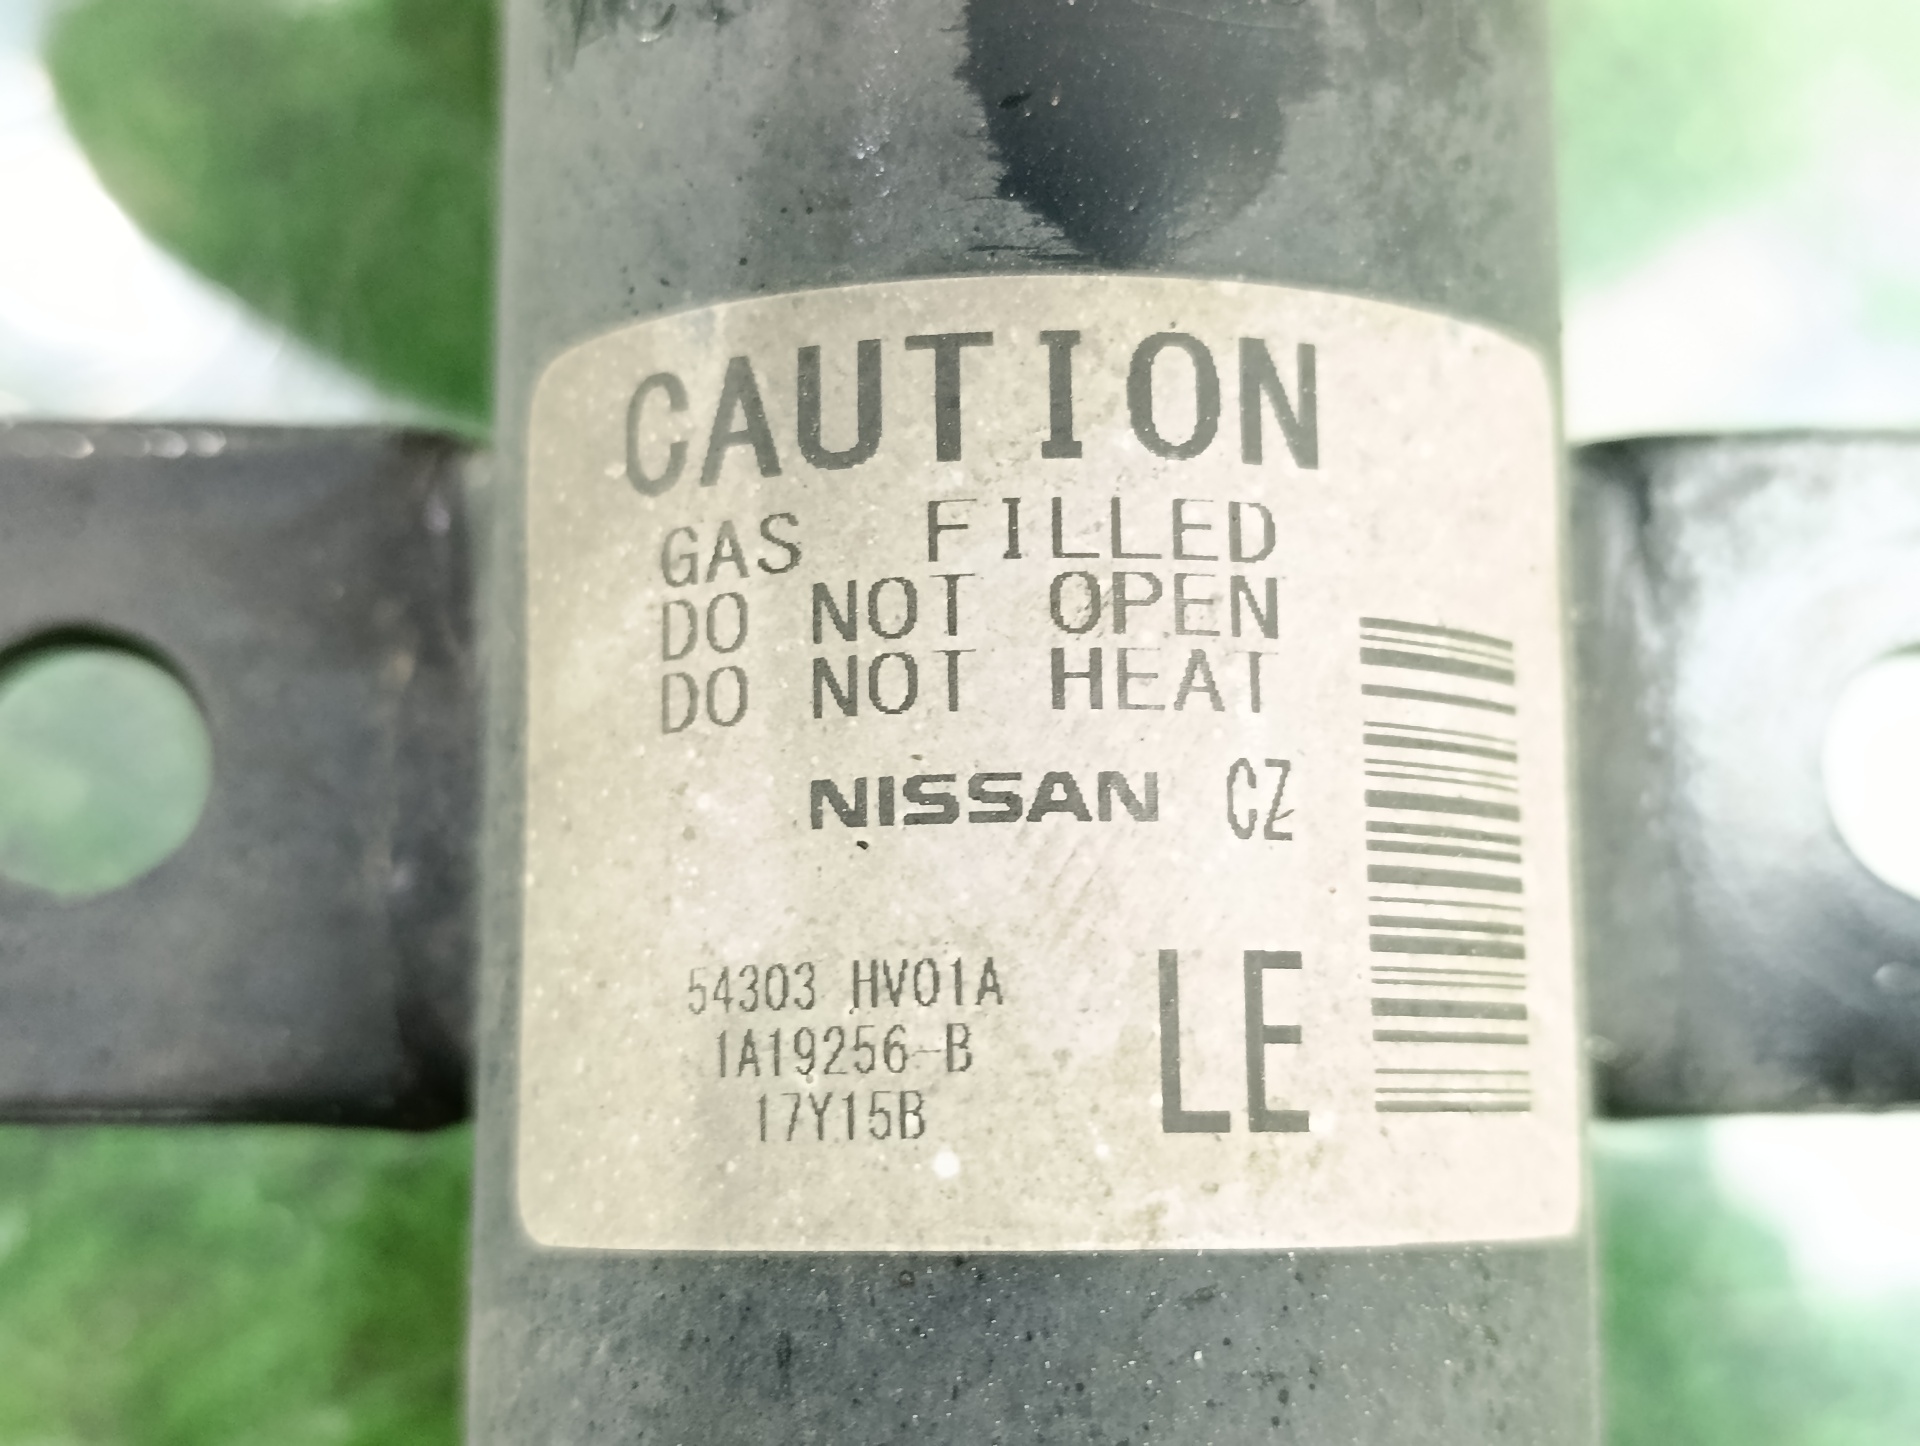 CAUTION
GAS FILLED
DO NOT OPEN
DO NOT HEAT
NISSAN CZ
54303 HV01A
1A19256-B
17Y15B
LE